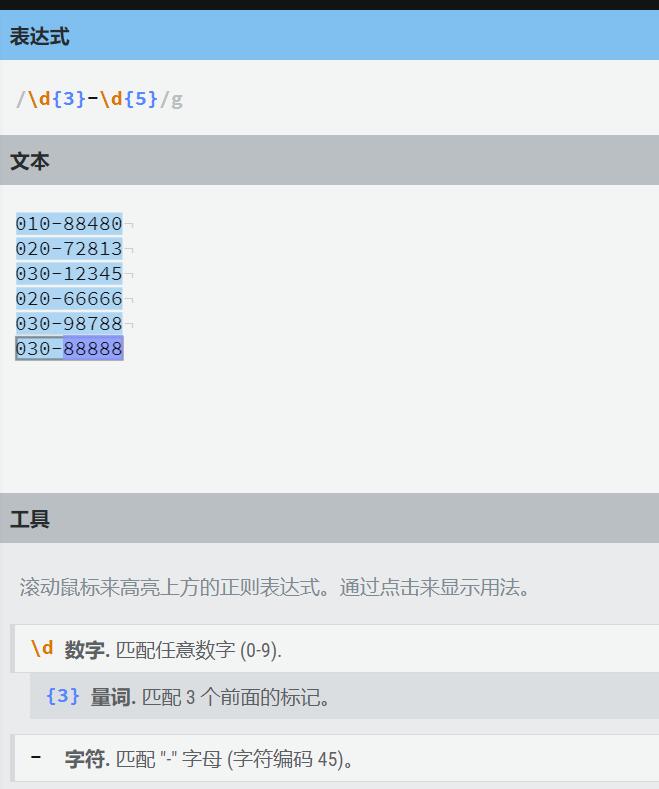 表达式
/\d{3}-\d{5}/g
文本
010-88480
020-72813
030-12345
020-66666
030-98788
030-88888
工具
滚动鼠标来高亮上方的正则表达式。通过点击来显示用法。
\d 数字. 匹配任意数字 (0-9).
{3} 量词. 匹配 3 个前面的标记。
- 字符. 匹配 "-" 字母 (字符编码 45)。